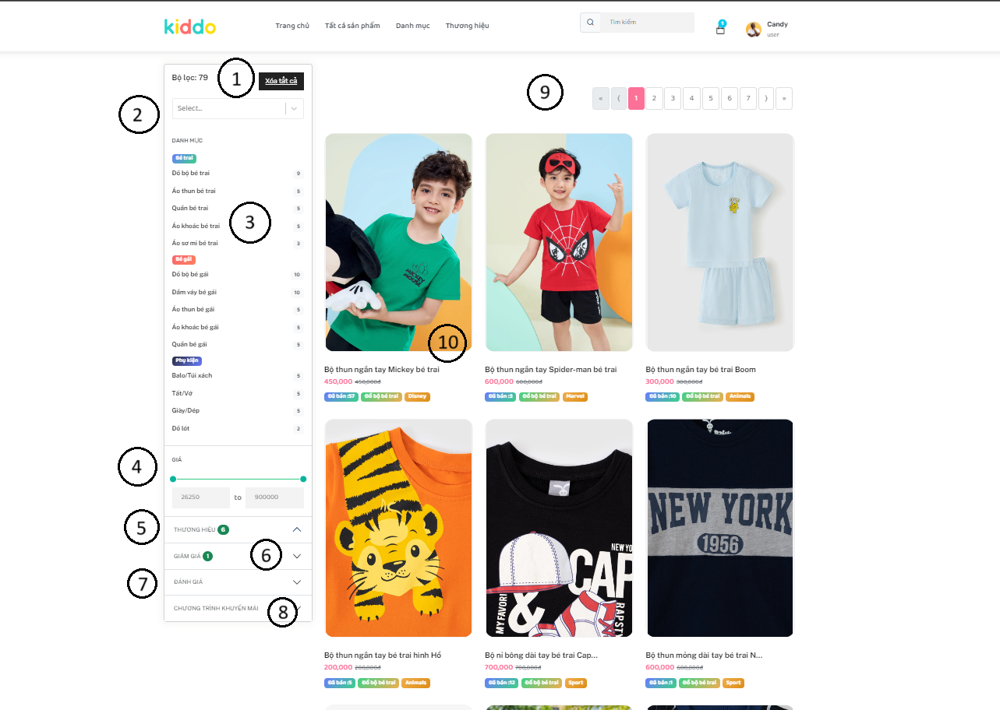 kiddo
Trang chủ Tất cả sản phẩm Danh mục Thương hiệu
Tìm kiếm
1
Candy
user
Bộ lọc: 79
1
Xóa tất cả
2
Select...
DANH MỤC
Bé trai
Đồ bộ bé trai 9
Áo thun bé trai 5
Quần bé trai 5
3
Áo khoác bé trai 5
Áo sơ mi bé trai 3
Bé gái
Đồ bộ bé gái 10
Đầm váy bé gái 10
Áo thun bé gái 5
Áo khoác bé gái 5
Quần bé gái 5
Phụ kiện
Balo/Túi xách 5
Tất/Vớ 5
Giày/Dép 5
Đồ lót 2
4
GIÁ
26250 to 900000
5
THƯƠNG HIỆU 6
GIẢM GIÁ 1
6
7
ĐÁNH GIÁ
CHƯƠNG TRÌNH KHUYẾN MÃI
8
9
« ⟨ 1 2 3 4 5 6 7 ⟩ »
MICKEY
MOUSE
10
Bộ thun ngắn tay Mickey bé trai
450,000 450,000đ
Đã bán :57 Đồ bộ bé trai Disney
Bộ thun ngắn tay Spider-man bé trai
600,000 600,000đ
Đã bán :3 Đồ bộ bé trai Marvel
Bộ thun ngắn tay bé trai Boom
300,000 300,000đ
Đã bán :10 Đồ bộ bé trai Animals
NEW YO
CAP
&
MY FAVORI
RAPSTY
NEW YORK
1956
Bộ thun ngắn tay bé trai hình Hổ
200,000 200,000đ
Đã bán :5 Đồ bộ bé trai Animals
Bộ nỉ bông dài tay bé trai Cap...
700,000 700,000đ
Đã bán :12 Đồ bộ bé trai Sport
Bộ thun mỏng dài tay bé trai N...
600,000 600,000đ
Đã bán :1 Đồ bộ bé trai Sport